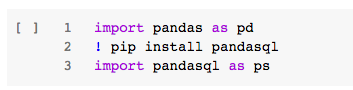 [ ] 1 import pandas as pd
2 ! pip install pandasql
3 import pandasql as ps